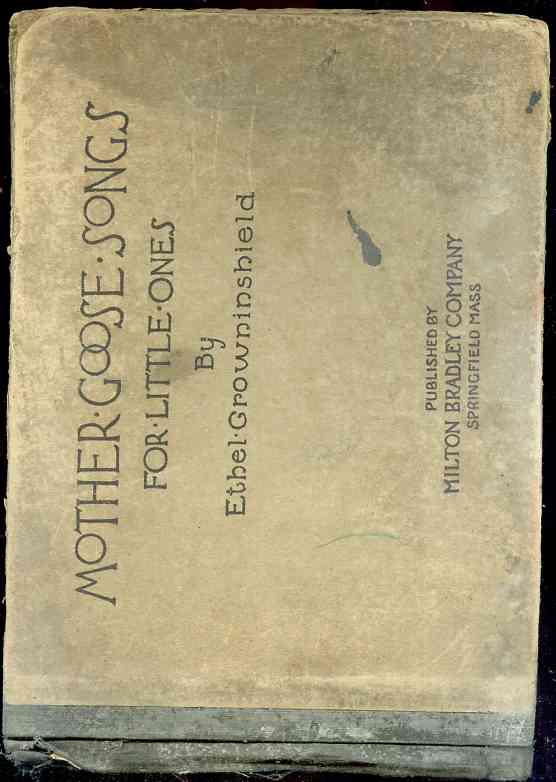 MOTHER·GOOSE·SONGS
FOR·LITTLE·ONES
By
Ethel·Crowninshield
PUBLISHED BY
MILTON BRADLEY COMPANY
SPRINGFIELD MASS